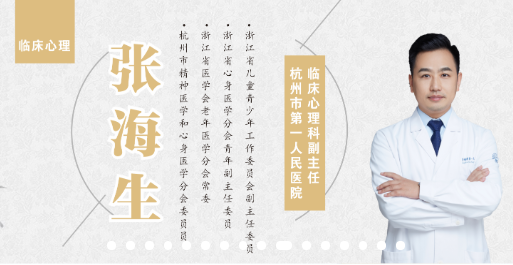 临床心理
张海生
临床心理科副主任
杭州市第一人民医院
• 浙江省儿童青少年工作委员会副主任委员
• 浙江省心身医学分会青年副主任委员
• 浙江省医学会老年医学分会常委
• 杭州市精神医学和心身医学分会委员